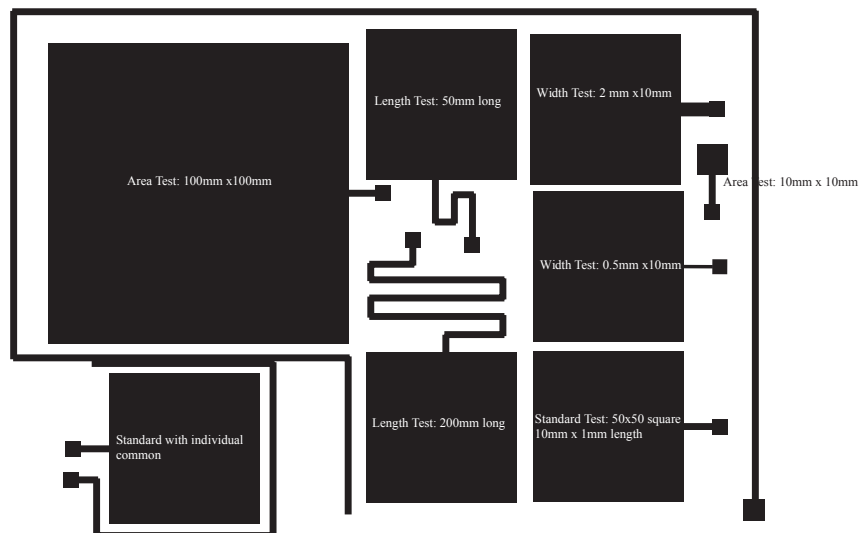 Length Test: 50mm long
Width Test: 2 mm x10mm
Area Test: 100mm x100mm
Area Test: 10mm x 10mm
Width Test: 0.5mm x10mm
Length Test: 200mm long
Standard Test: 50x50 square
10mm x 1mm length
Standard with individual
common